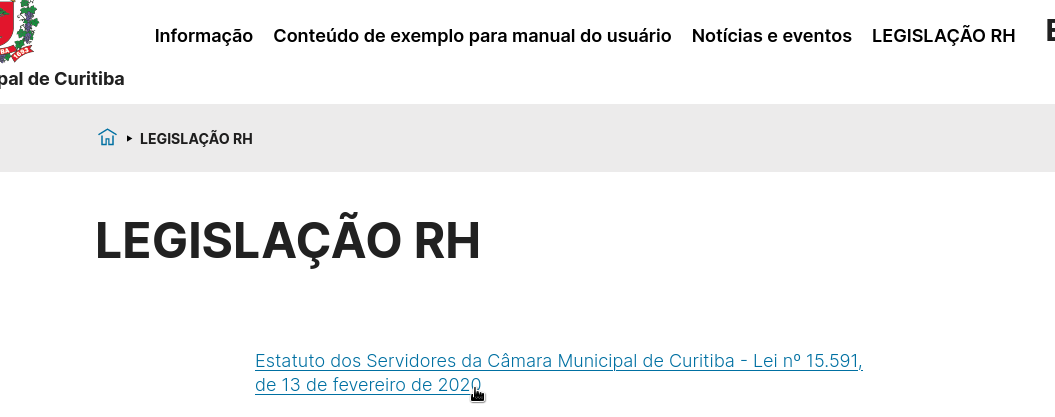 Informação Conteúdo de exemplo para manual do usuário Notícias e eventos LEGISLAÇÃO RH
pal de Curitiba
LEGISLAÇÃO RH
LEGISLAÇÃO RH
Estatuto dos Servidores da Câmara Municipal de Curitiba - Lei nº 15.591,
de 13 de fevereiro de 2020